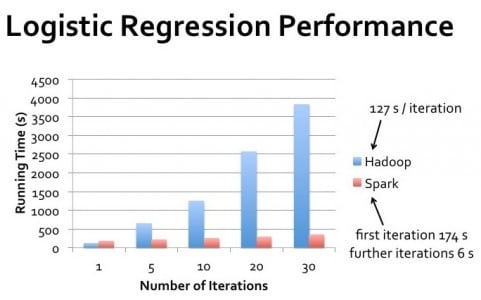 Logistic Regression Performance
4500
4000
3500
3000
2500
2000
1500
1000
500
0
Running Time (s)
1 5 10 20 30
Number of Iterations
127 s / iteration
Hadoop
Spark
first iteration 174 s
further iterations 6 s